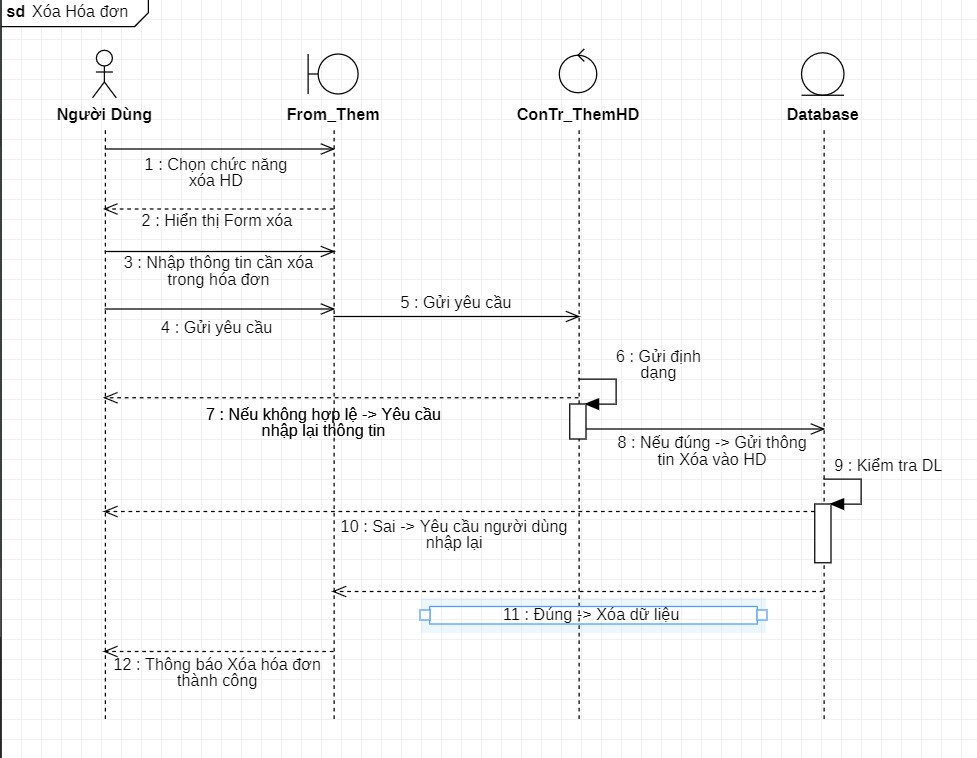 sd Xóa Hóa đơn
Người Dùng
From_Them
ConTr_ThemHD
Database
1 : Chọn chức năng
xóa HD
2 : Hiển thị Form xóa
3 : Nhập thông tin cần xóa
trong hóa đơn
4 : Gửi yêu cầu
5 : Gửi yêu cầu
6 : Gửi định
dạng
7 : Nếu không hợp lệ -> Yêu cầu
nhập lại thông tin
8 : Nếu đúng -> Gửi thông
tin Xóa vào HD
9 : Kiểm tra DL
10 : Sai -> Yêu cầu người dùng
nhập lại
11 : Đúng -> Xóa dữ liệu
12 : Thông báo Xóa hóa đơn
thành công